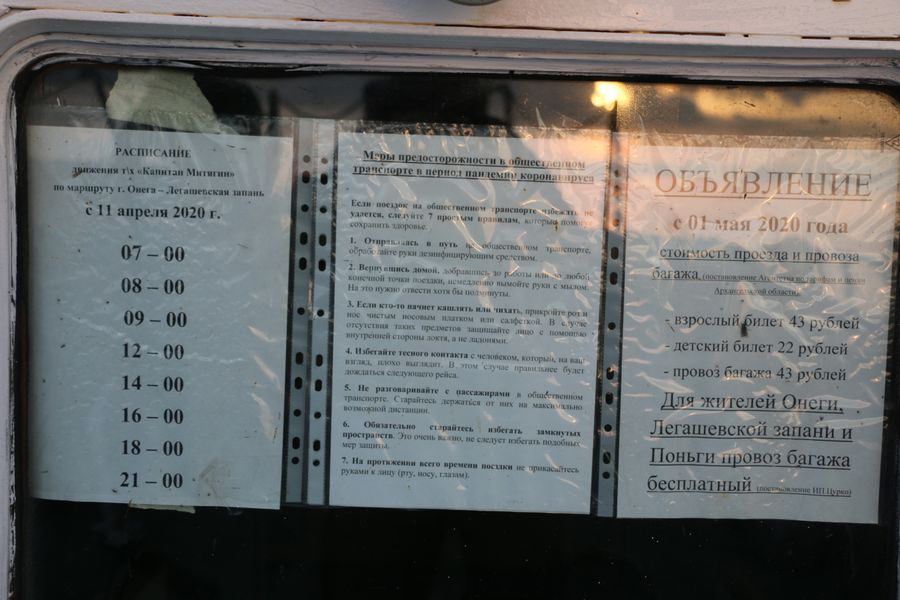 РАСПИСАНИЕ
движения т\х «Капитан Митягин»
по маршруту г. Онега – Легашевская запань
с 11 апреля 2020 г.
07 – 00
08 – 00
09 – 00
12 – 00
14 – 00
16 – 00
18 – 00
21 – 00
Меры предосторожности в общественном
транспорте в период пандемии коронавируса
Если поездок на общественном транспорте избежать не
удется, следуйте 7 простым правилам, которые помогут
сохранить здоровье.
1. Отправляясь в путь на общественном транспорте,
обработайте руки дезинфицирующим средством.
2. Вернувшись домой, добравшись до работы или до любой
конечной точки поездки, немедленно вымойте руки с мылом.
На это нужно отвести хотя бы полминуты.
3. Если кто-то начнет кашлять или чихать, прикройте рот и
нос чистым носовым платком или салфеткой. В случае
отсутствия таких предметов защищайте лицо с помощью
внутренней стороны локтя, а не ладонями.
4. Избегайте тесного контакта с человеком, который, на ваш
взгляд, плохо выглядит. В этом случае правильнее будет
дождаться следующего рейса.
5. Не разговаривайте с пассажирами в общественном
транспорте. Старайтесь держаться от них на максимально
возможной дистанции.
6. Обязательно старайтесь избегать замкнутых
пространств. Это очень важно, не следует избегать подобных
мер защиты.
7. На протяжении всего времени поездки не прикасайтесь
руками к лицу (рту, носу, глазам).
ОБЪЯВЛЕНИЕ
с 01 мая 2020 года
стоимость проезда и провоза
багажа (постановление Агентства по тарифам и ценам
Архангельской области):
- взрослый билет 43 рублей
- детский билет 22 рублей
- провоз багажа 43 рублей
Для жителей Онеги,
Легашевской запани и
Поньги провоз багажа
бесплатный (постановление ИП Цурко)